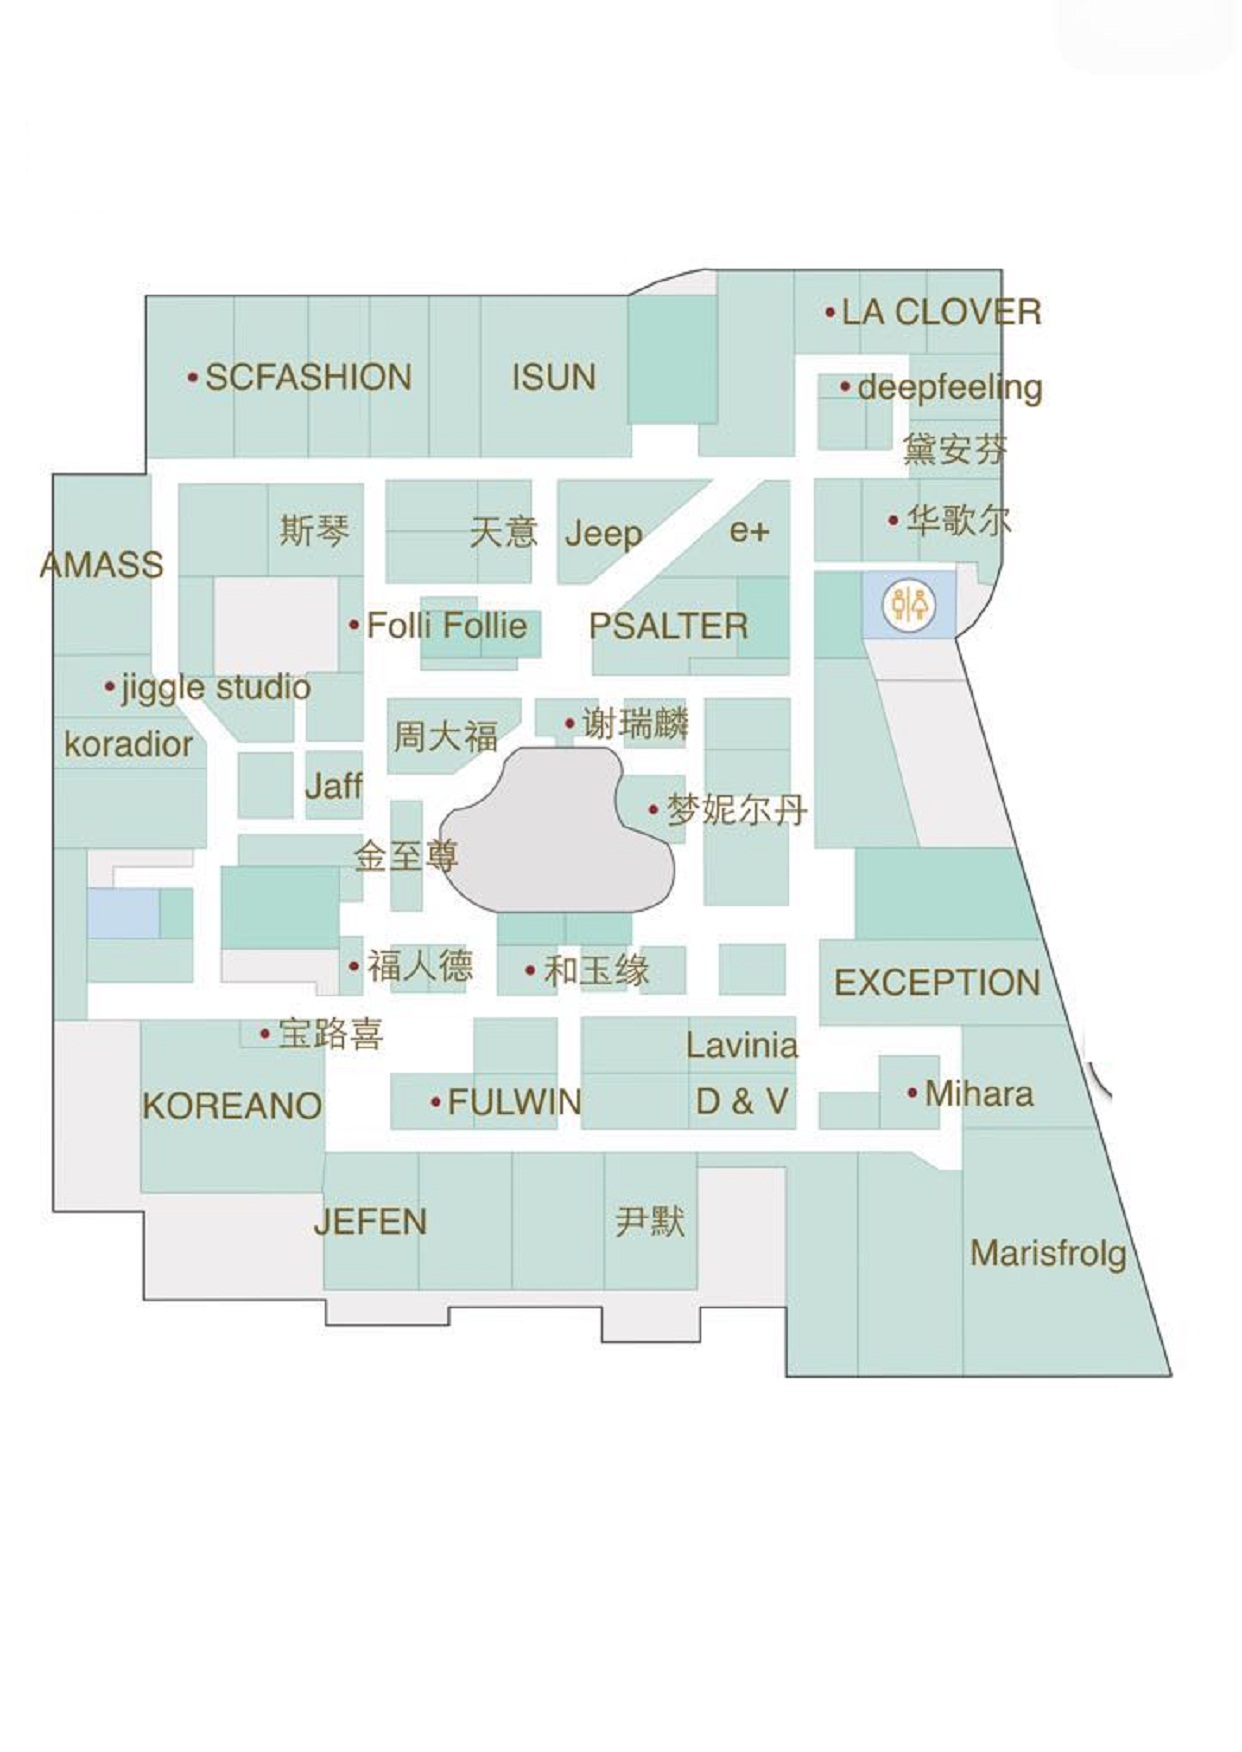 LA CLOVER
SCFASHION
ISUN
deepfeeling
黛安芬
斯琴
天意
Jeep
e+
华歌尔
AMASS
Folli Follie
PSALTER
jiggle studio
周大福
谢瑞麟
koradior
Jaff
梦妮尔丹
金至尊
福人德
和玉缘
EXCEPTION
宝路喜
Lavinia
KOREANO
FULWIN
D & V
Mihara
JEFEN
尹默
Marisfrolg